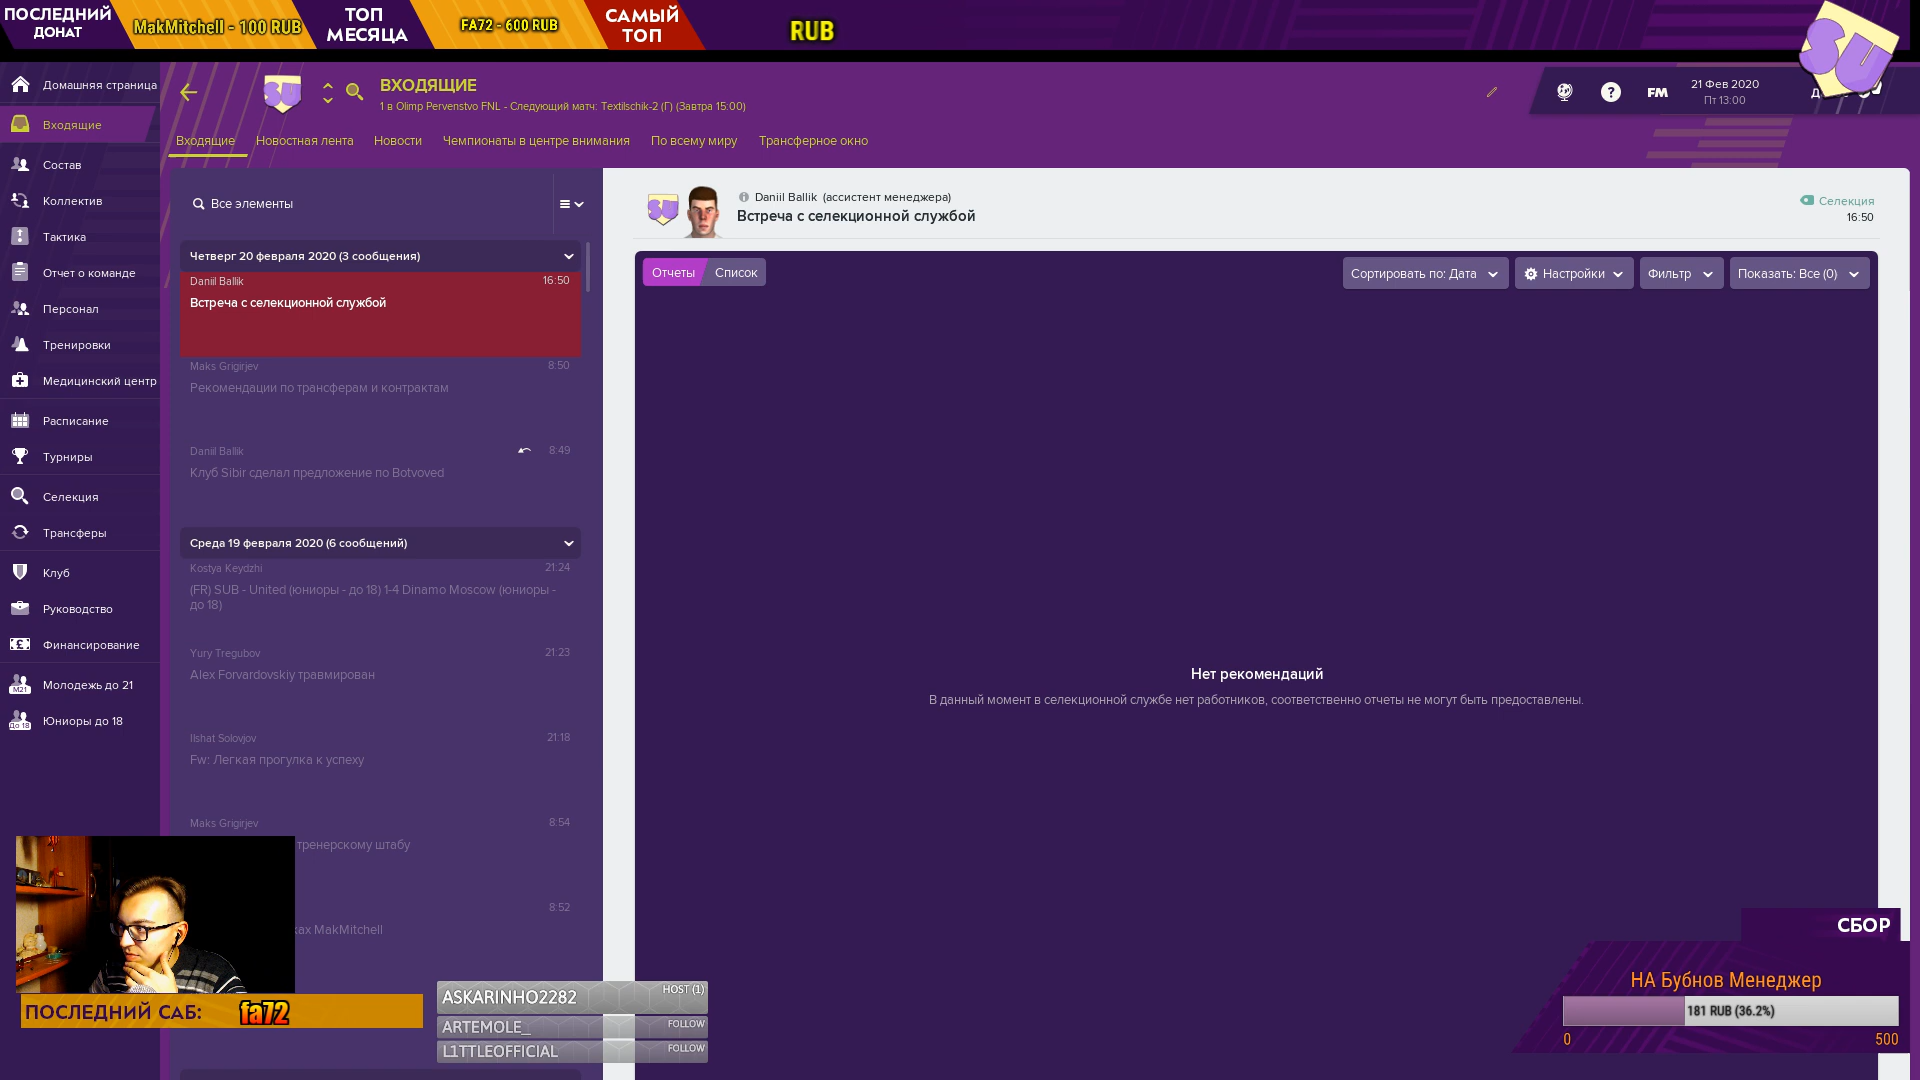 ПОСЛЕДНИЙ
ДОНАТ
MakMitchell - 100 RUB
ТОП
МЕСЯЦА
FA72 - 600 RUB
САМЫЙ
ТОП
RUB
SU
Домашняя страница
Входящие
Состав
Коллектив
Тактика
Отчет о команде
Персонал
Тренировки
Медицинский центр
Расписание
Турниры
Селекция
Трансферы
Клуб
Руководство
Финансирование
Молодежь до 21
Юниоры до 18
ВХОДЯЩИЕ
1 в Olimp Pervenstvo FNL - Следующий матч: Textilschik-2 (Г) (Завтра 15:00)
FM
21 Фев 2020
Пт 13:00
Входящие
Новостная лента
Новости
Чемпионаты в центре внимания
По всему миру
Трансферное окно
Все элементы
Четверг 20 февраля 2020 (3 сообщения)
Daniil Ballik 16:50
Встреча с селекционной службой
Maks Grigirjev 8:50
Рекомендации по трансферам и контрактам
Daniil Ballik 8:49
Клуб Sibir сделал предложение по Botvoved
Среда 19 февраля 2020 (6 сообщений)
Kostya Keydzhi 21:24
(FR) SUB - United (юниоры - до 18) 1-4 Dinamo Moscow (юниоры -
до 18)
Yury Tregubov 21:23
Alex Forvardovskiy травмирован
Ilshat Solovjov 21:18
Fw: Легкая прогулка к успеху
Maks Grigirjev 8:54
тренерскому штабу
8:52
ках MakMitchell
Daniil Ballik (ассистент менеджера)
Встреча с селекционной службой
Селекция
16:50
Отчеты
Список
Сортировать по: Дата
Настройки
Фильтр
Показать: Все (0)
Нет рекомендаций
В данный момент в селекционной службе нет работников, соответственно отчеты не могут быть предоставлены.
ПОСЛЕДНИЙ САБ: fa72
ASKARINHO2282 HOST (1)
ARTEMOLE_ FOLLOW
L1TTLEOFFICIAL FOLLOW
СБОР
НА Бубнов Менеджер
181 RUB (36.2%)
0 500